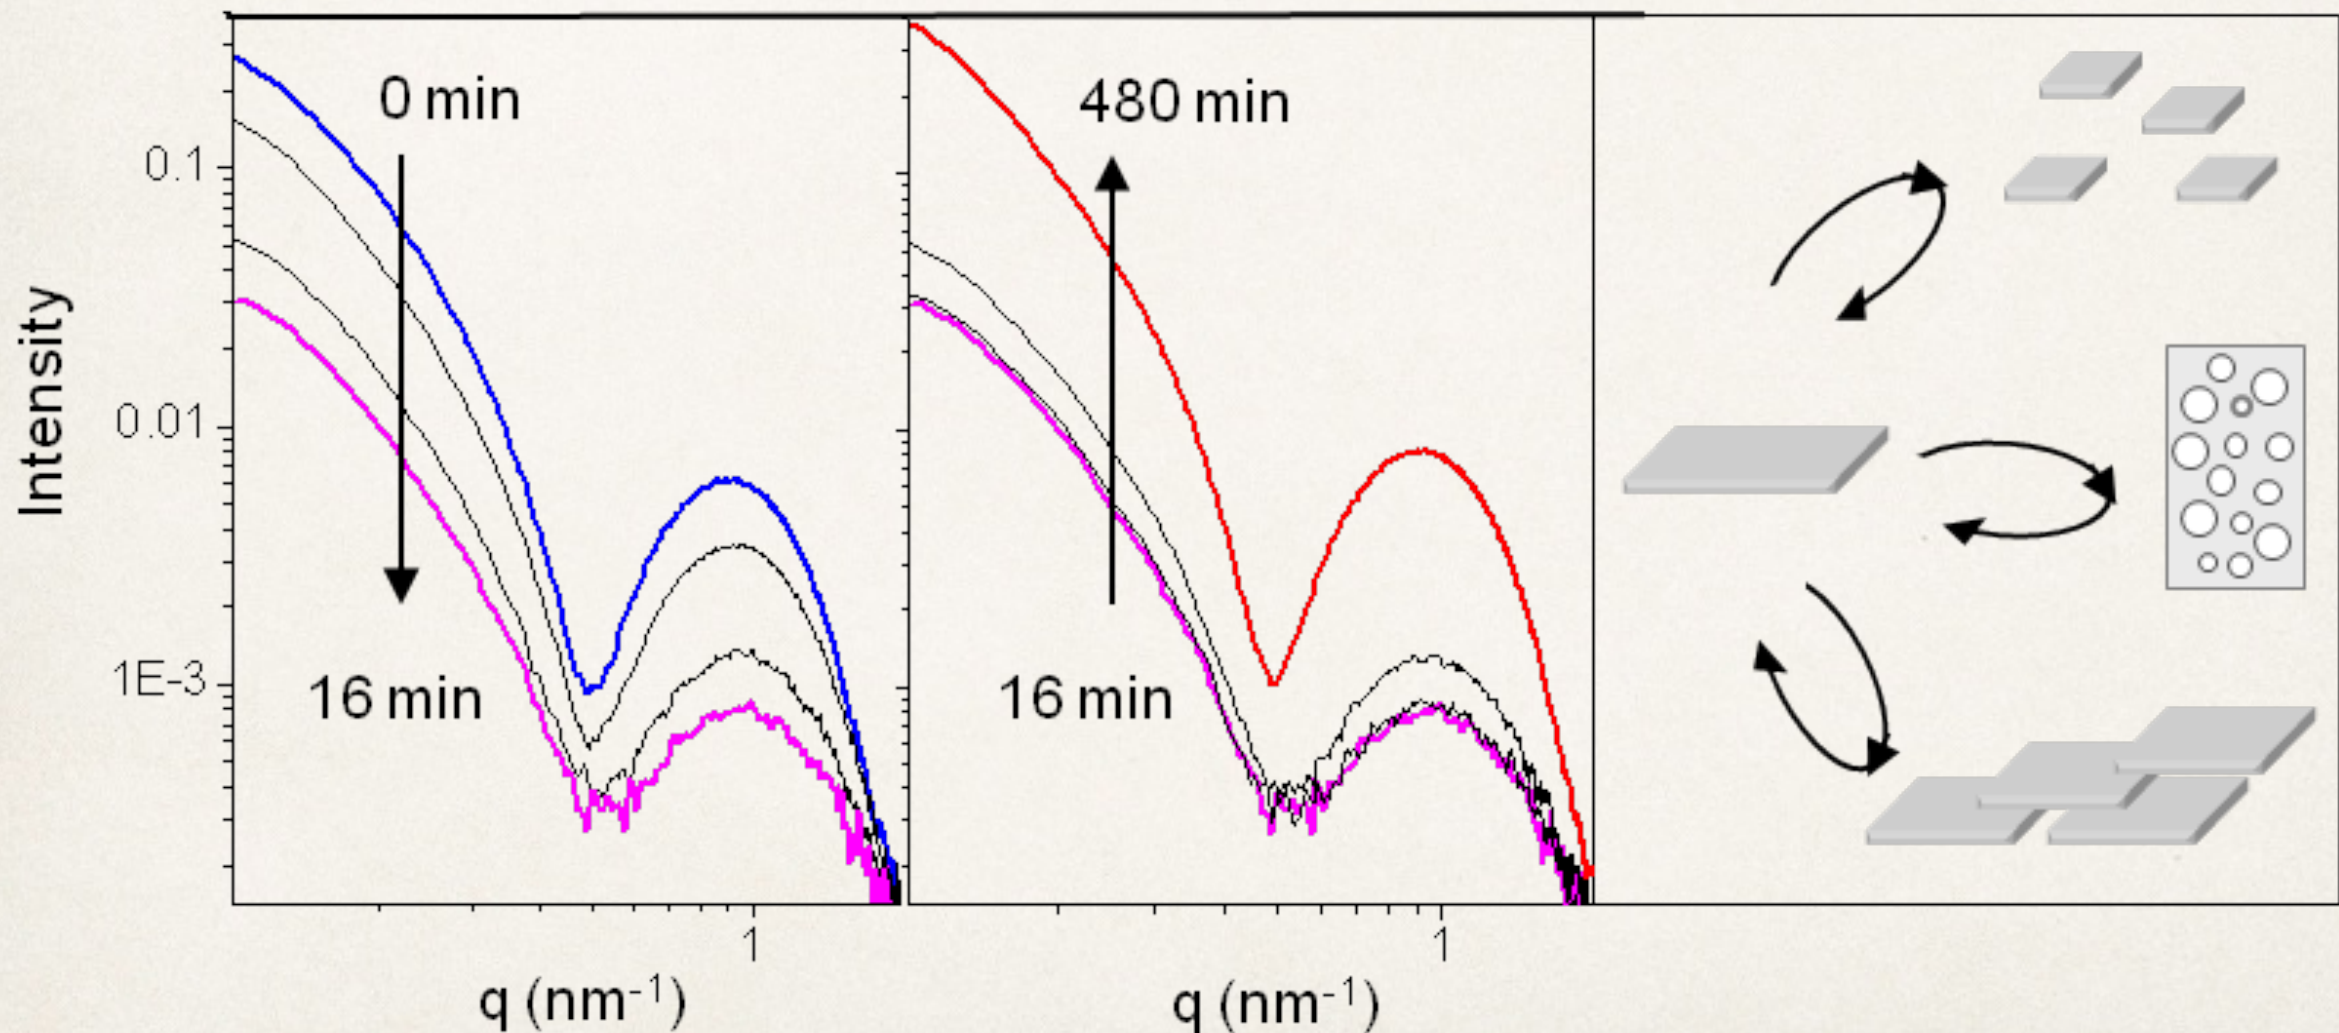 0 min
480 min
0.1
0.01
1E-3
Intensity
16 min
16 min
1
1
q (nm⁻¹)
q (nm⁻¹)